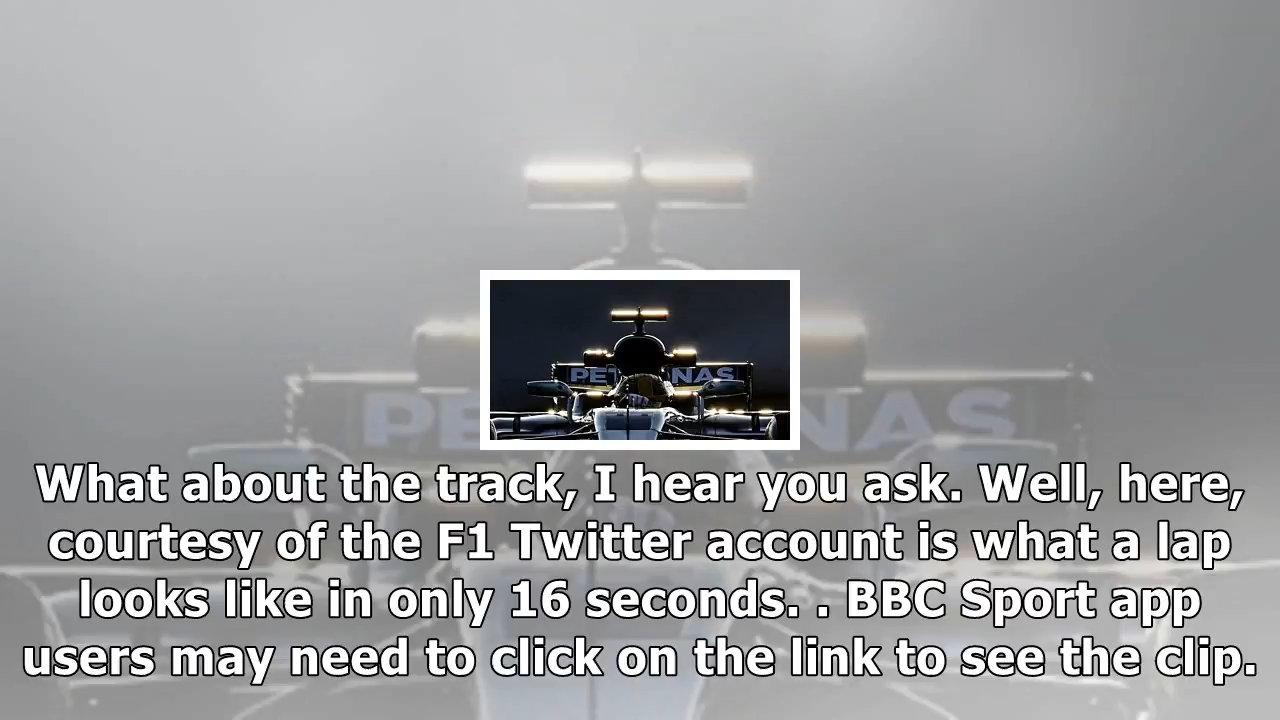 PETRONAS
What about the track, I hear you ask. Well, here,
courtesy of the F1 Twitter account is what a lap
looks like in only 16 seconds. . BBC Sport app
users may need to click on the link to see the clip.